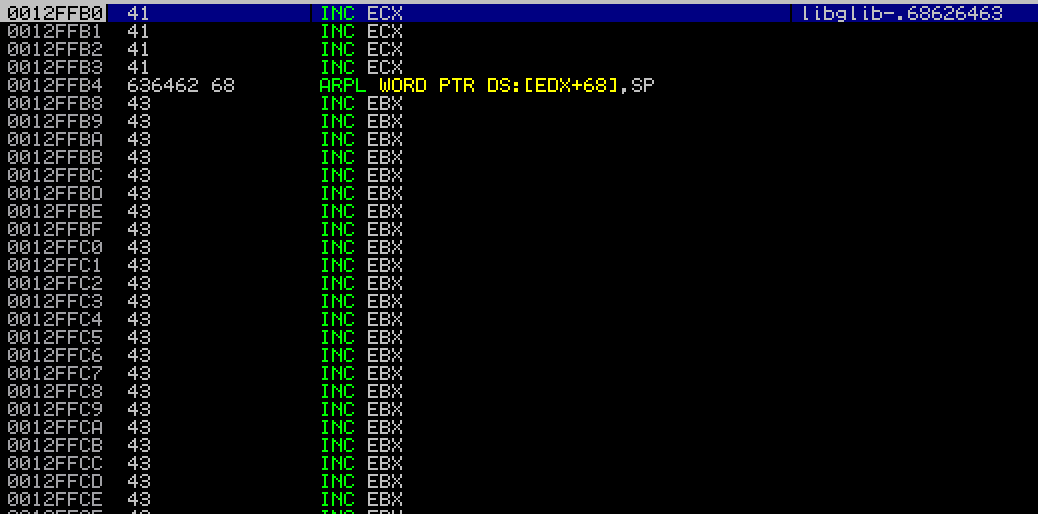 0012FFB0 41 INC ECX libglib-.68626463
0012FFB1 41 INC ECX
0012FFB2 41 INC ECX
0012FFB3 41 INC ECX
0012FFB4 636462 68 ARPL WORD PTR DS:[EDX+68],SP
0012FFB8 43 INC EBX
0012FFB9 43 INC EBX
0012FFBA 43 INC EBX
0012FFBB 43 INC EBX
0012FFBC 43 INC EBX
0012FFBD 43 INC EBX
0012FFBE 43 INC EBX
0012FFBF 43 INC EBX
0012FFC0 43 INC EBX
0012FFC1 43 INC EBX
0012FFC2 43 INC EBX
0012FFC3 43 INC EBX
0012FFC4 43 INC EBX
0012FFC5 43 INC EBX
0012FFC6 43 INC EBX
0012FFC7 43 INC EBX
0012FFC8 43 INC EBX
0012FFC9 43 INC EBX
0012FFCA 43 INC EBX
0012FFCB 43 INC EBX
0012FFCC 43 INC EBX
0012FFCD 43 INC EBX
0012FFCE 43 INC EBX